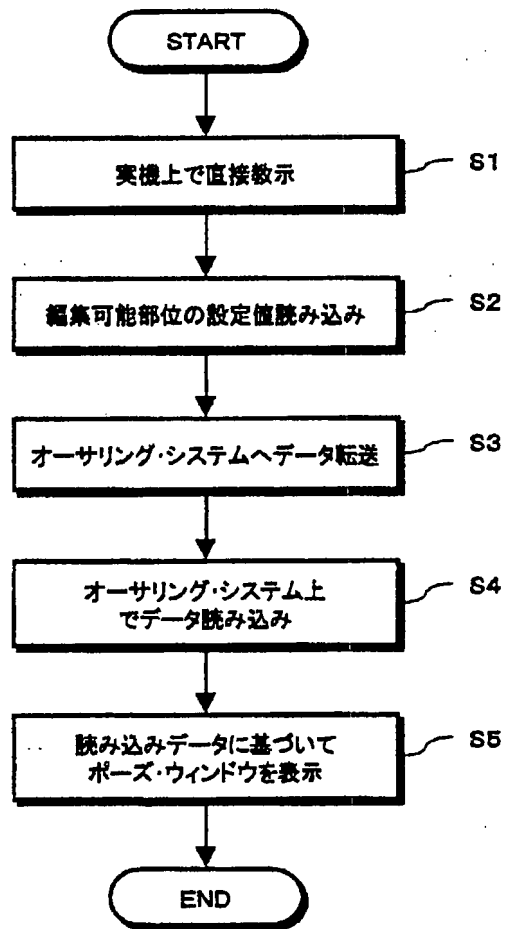 START
実機上で直接教示
S1
編集可能部位の設定値読み込み
S2
オーサリング・システムへデータ転送
S3
オーサリング・システム上
でデータ読み込み
S4
読み込みデータに基づいて
ポーズ・ウィンドウを表示
S5
END